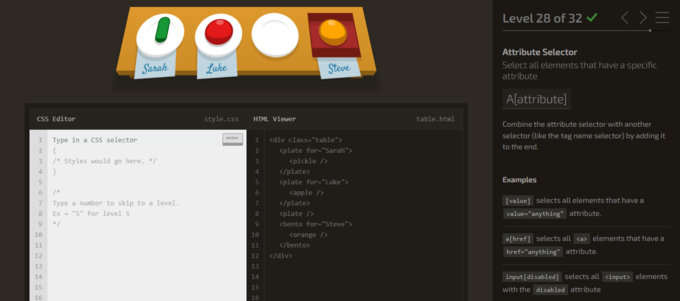 Level 28 of 32 ✔
Sarah
Luke
Steve
CSS Editor
style.css
HTML Viewer
table.html
1 Type in a CSS selector
enter
2 {
3 /* Styles would go here. */
4 }
5
6 /*
7 Type a number to skip to a level.
8 Ex → "5" for level 5
9 */
10
11
12
13
14
15
16
1 <div class="table">
2 <plate for="Sarah">
3 <pickle />
4 </plate>
5 <plate for="Luke">
6 <apple />
7 </plate>
8 <plate />
9 <bento for="Steve">
10 <orange />
11 </bento>
12 </div>
13
14
15
16
Attribute Selector
Select all elements that have a specific
attribute
A[attribute]
Combine the attribute selector with another
selector (like the tag name selector) by adding it
to the end.
Examples
[value] selects all elements that have a
value="anything" attribute.
a[href] selects all <a> elements that have a
href="anything" attribute.
input[disabled] selects all <input> elements
with the disabled attribute